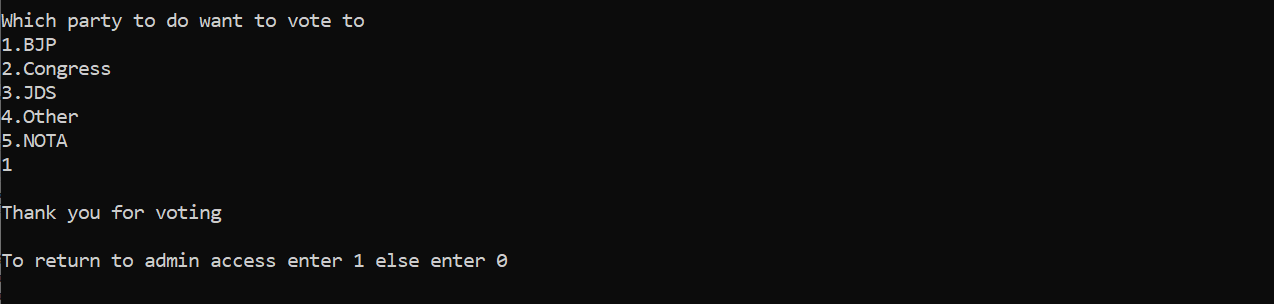 Which party to do want to vote to
1.BJP
2.Congress
3.JDS
4.Other
5.NOTA
1
Thank you for voting
To return to admin access enter 1 else enter 0